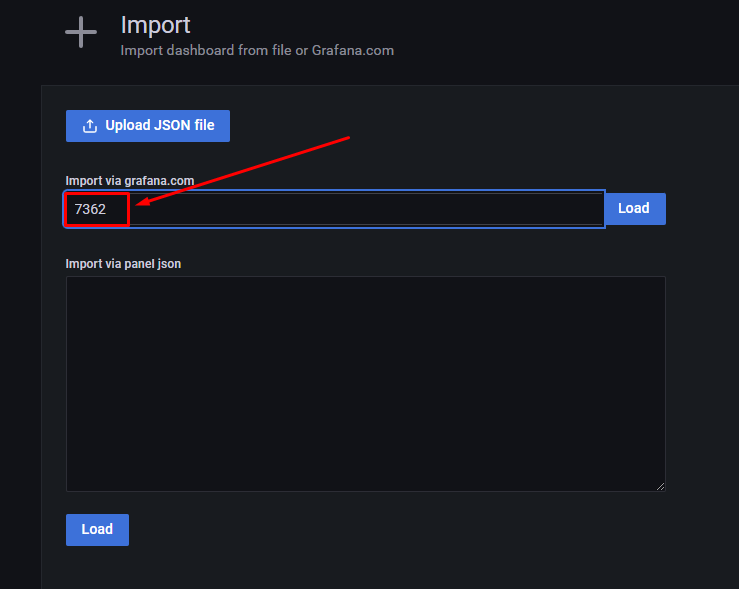 Import
Import dashboard from file or Grafana.com
Upload JSON file
Import via grafana.com
7362
Load
Import via panel json
Load